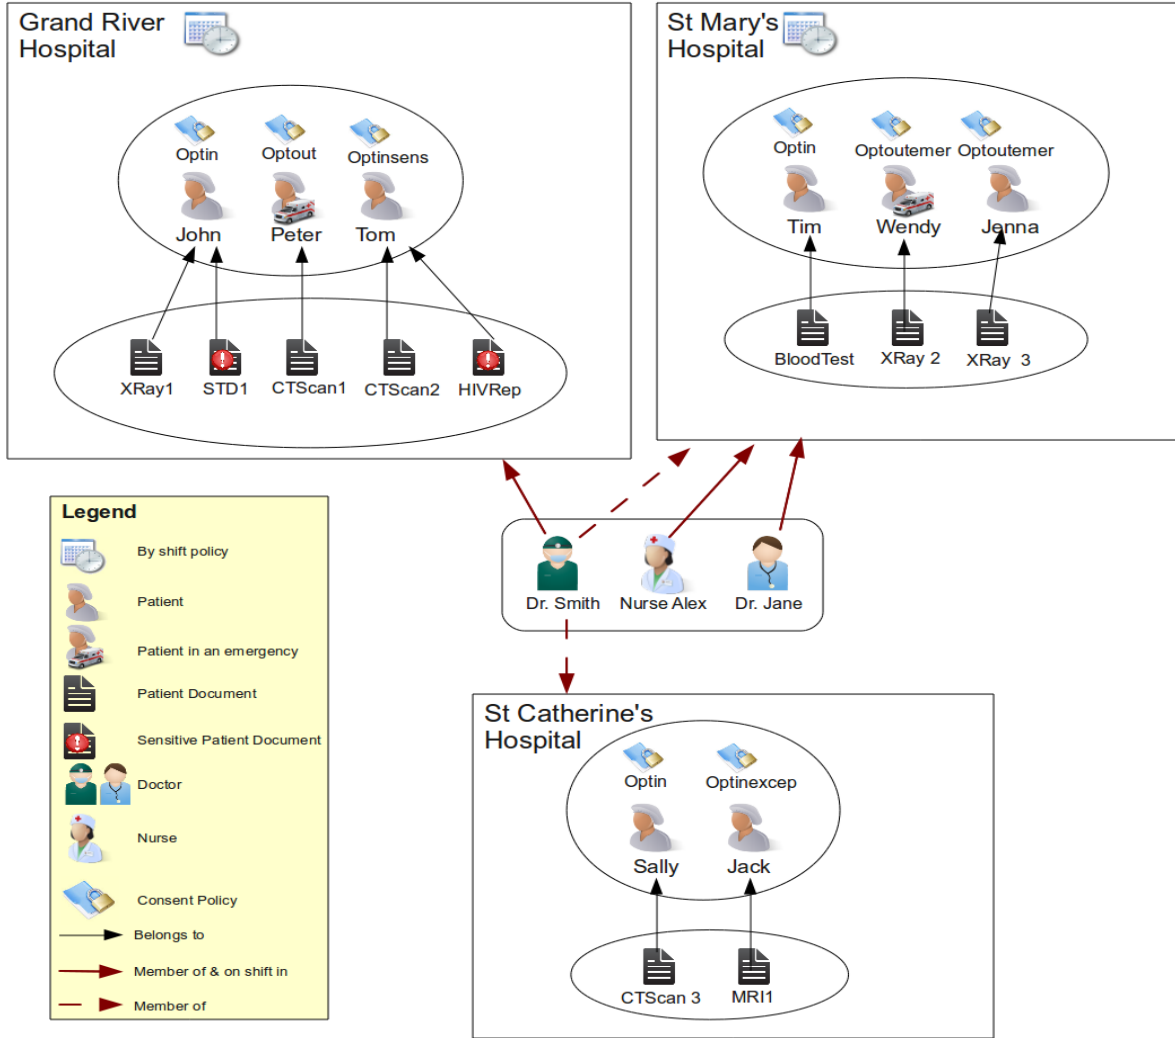 Grand River
Hospital
Optin
Optout
Optinsens
John
Peter
Tom
XRay1
STD1
CTScan1
CTScan2
HIVRep
St Mary's
Hospital
Optin
Optoutemer
Optoutemer
Tim
Wendy
Jenna
BloodTest
XRay 2
XRay 3
Dr. Smith
Nurse Alex
Dr. Jane
Legend
By shift policy
Patient
Patient in an emergency
Patient Document
Sensitive Patient Document
Doctor
Nurse
Consent Policy
Belongs to
Member of & on shift in
Member of
St Catherine's
Hospital
Optin
Optinexcep
Sally
Jack
CTScan 3
MRI1